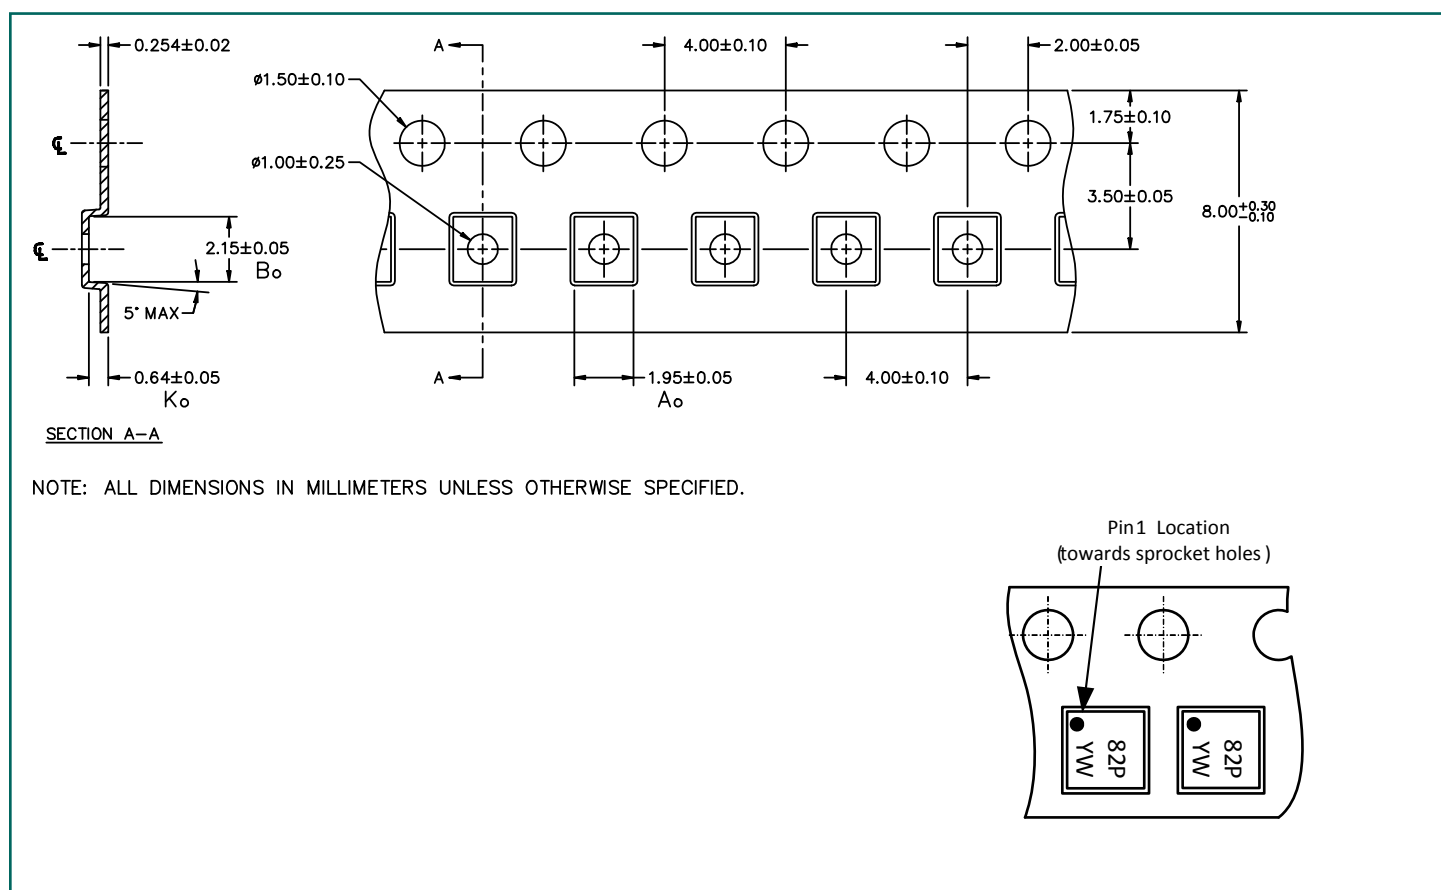 0.254±0.02
A
4.00±0.10
2.00±0.05
ø1.50±0.10
1.75±0.10
ø1.00±0.25
3.50±0.05
8.00+0.30
−0.10
℄
℄
2.15±0.05
Bo
5° MAX
0.64±0.05
Ko
A
1.95±0.05
Ao
4.00±0.10
SECTION A−A
NOTE: ALL DIMENSIONS IN MILLIMETERS UNLESS OTHERWISE SPECIFIED.
Pin1 Location
(towards sprocket holes)
82P
YW
82P
YW